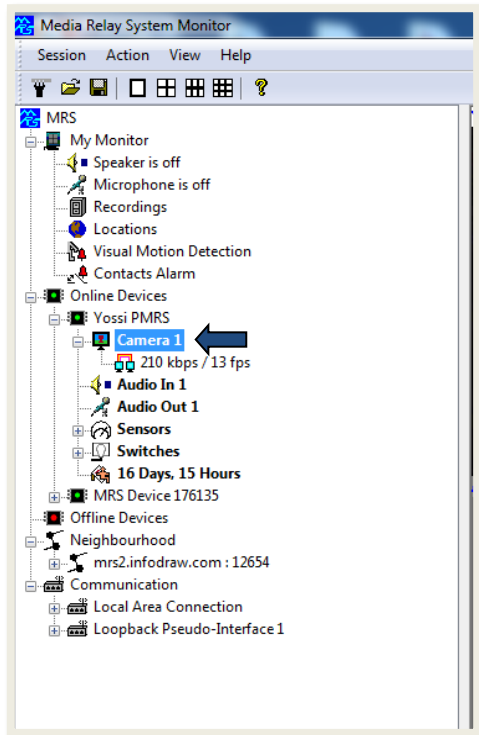 Media Relay System Monitor
Session Action View Help
MRS
My Monitor
Speaker is off
Microphone is off
Recordings
Locations
Visual Motion Detection
Contacts Alarm
Online Devices
Yossi PMRS
Camera 1
210 kbps / 13 fps
Audio In 1
Audio Out 1
Sensors
Switches
16 Days, 15 Hours
MRS Device 176135
Offline Devices
Neighbourhood
mrs2.infodraw.com : 12654
Communication
Local Area Connection
Loopback Pseudo-Interface 1